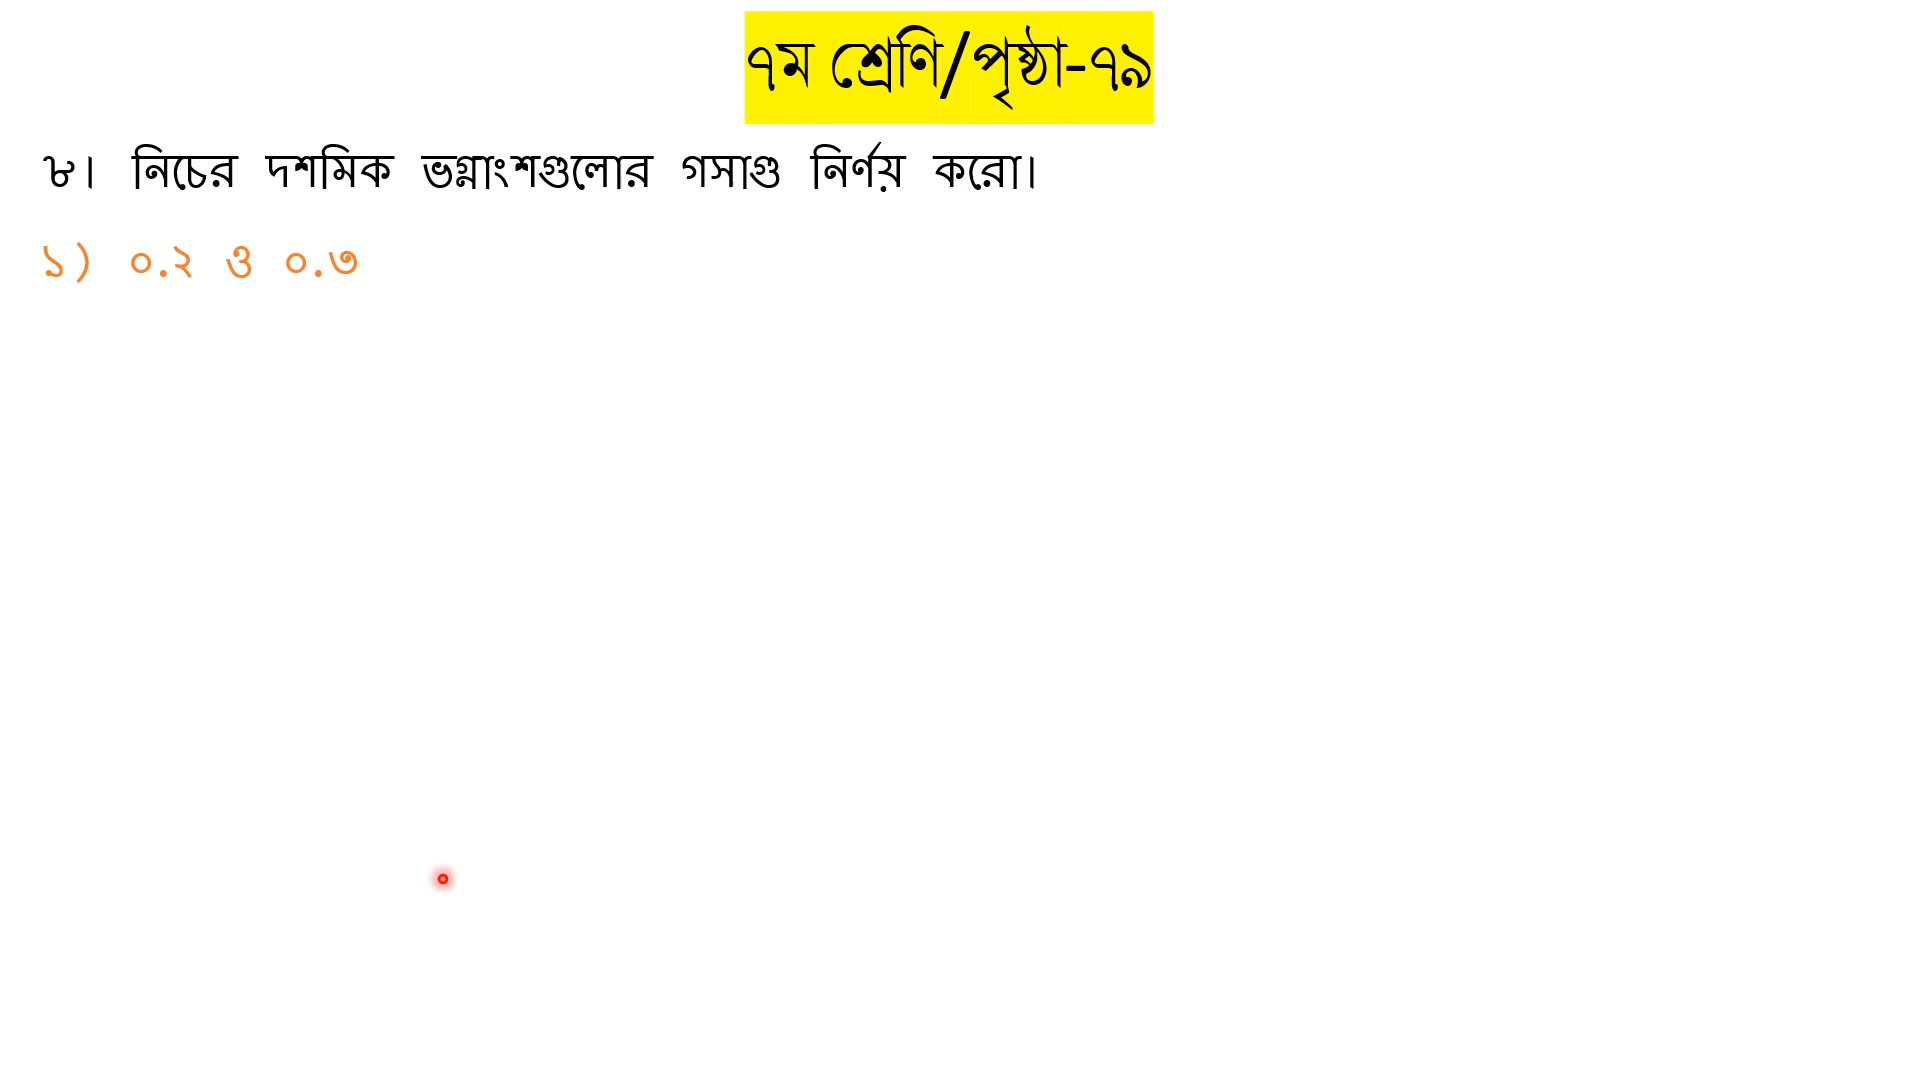 ৭ম শ্রেণি/পৃষ্ঠা-৭৯
৮। নিচের দশমিক ভগ্নাংশগুলোর গসাগু নির্ণয় করো।
১) ০.২ ও ০.৩